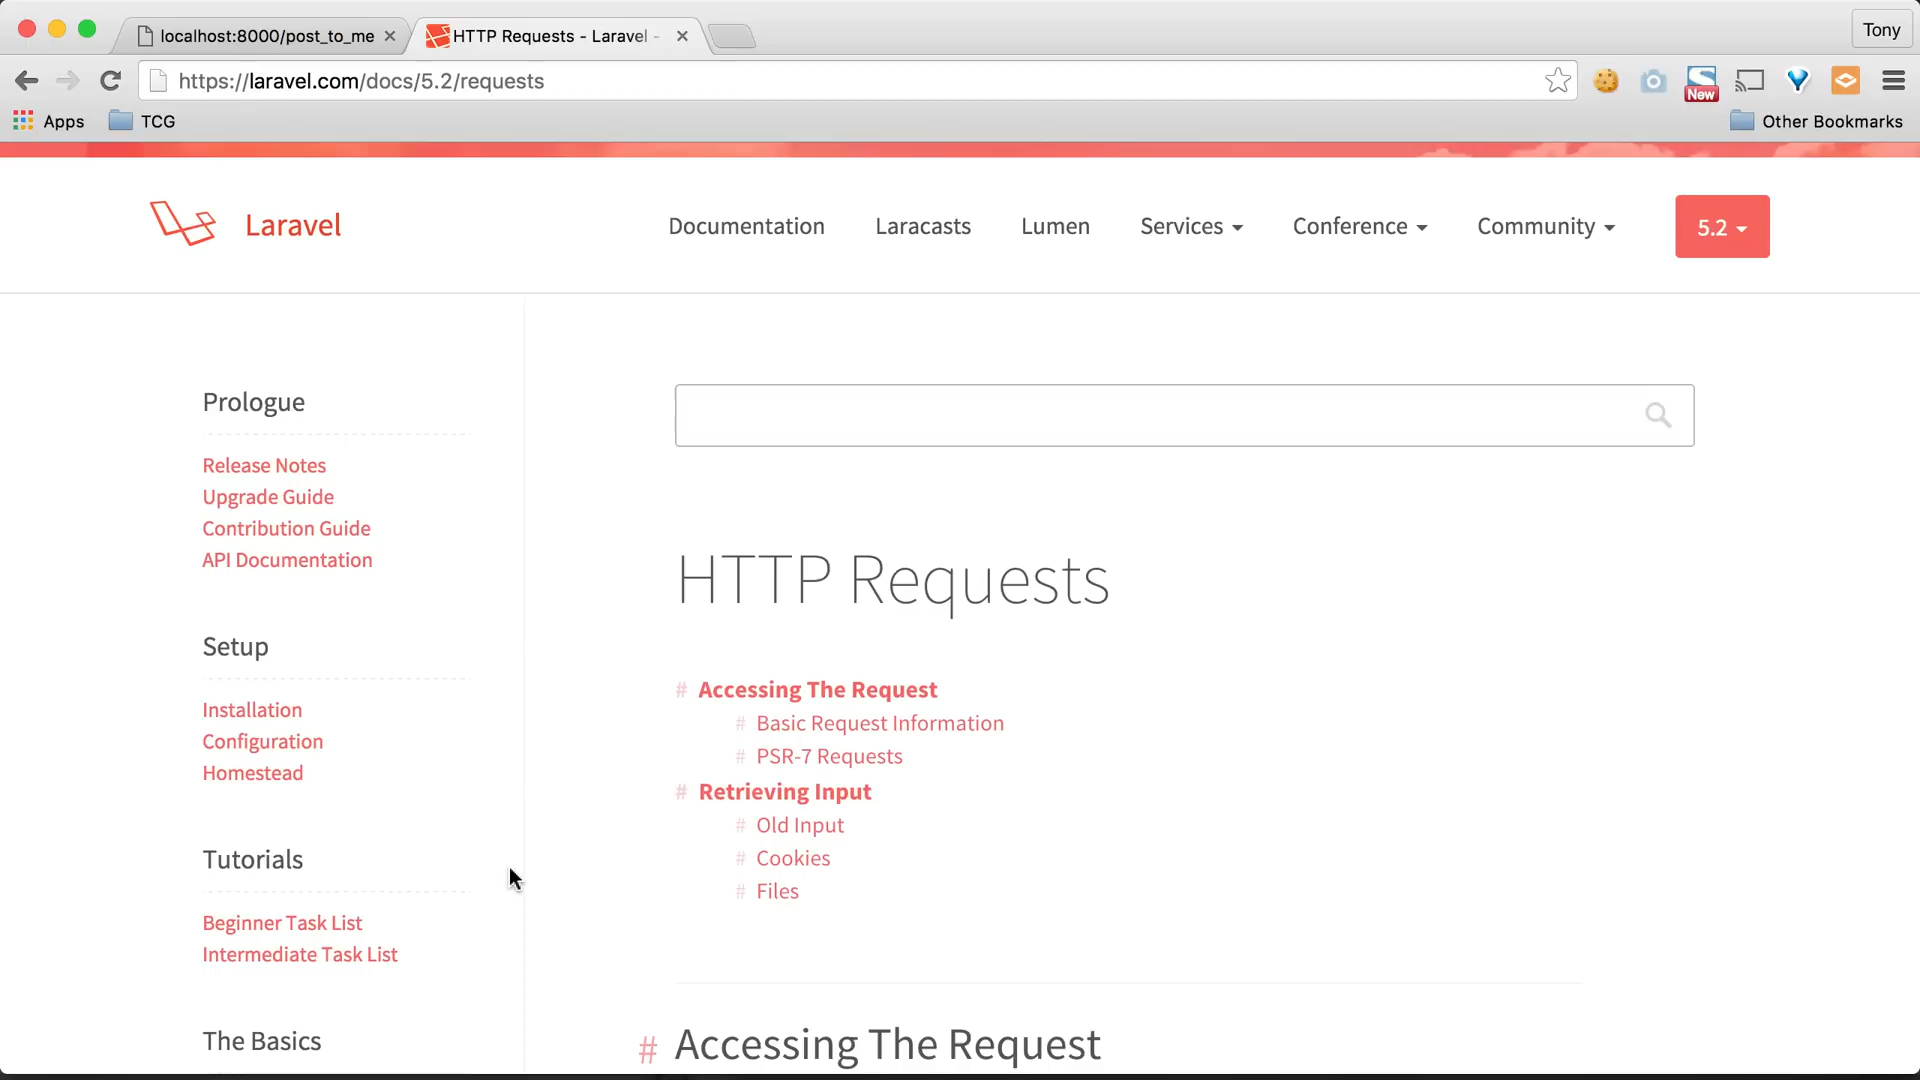 localhost:8000/post_to_me
HTTP Requests - Laravel -
Tony
https://laravel.com/docs/5.2/requests
New
Apps
TCG
Other Bookmarks
Laravel
Documentation
Laracasts
Lumen
Services
Conference
Community
5.2
Prologue
Release Notes
Upgrade Guide
Contribution Guide
API Documentation
Setup
Installation
Configuration
Homestead
Tutorials
Beginner Task List
Intermediate Task List
The Basics
HTTP Requests
# Accessing The Request
# Basic Request Information
# PSR-7 Requests
# Retrieving Input
# Old Input
# Cookies
# Files
# Accessing The Request